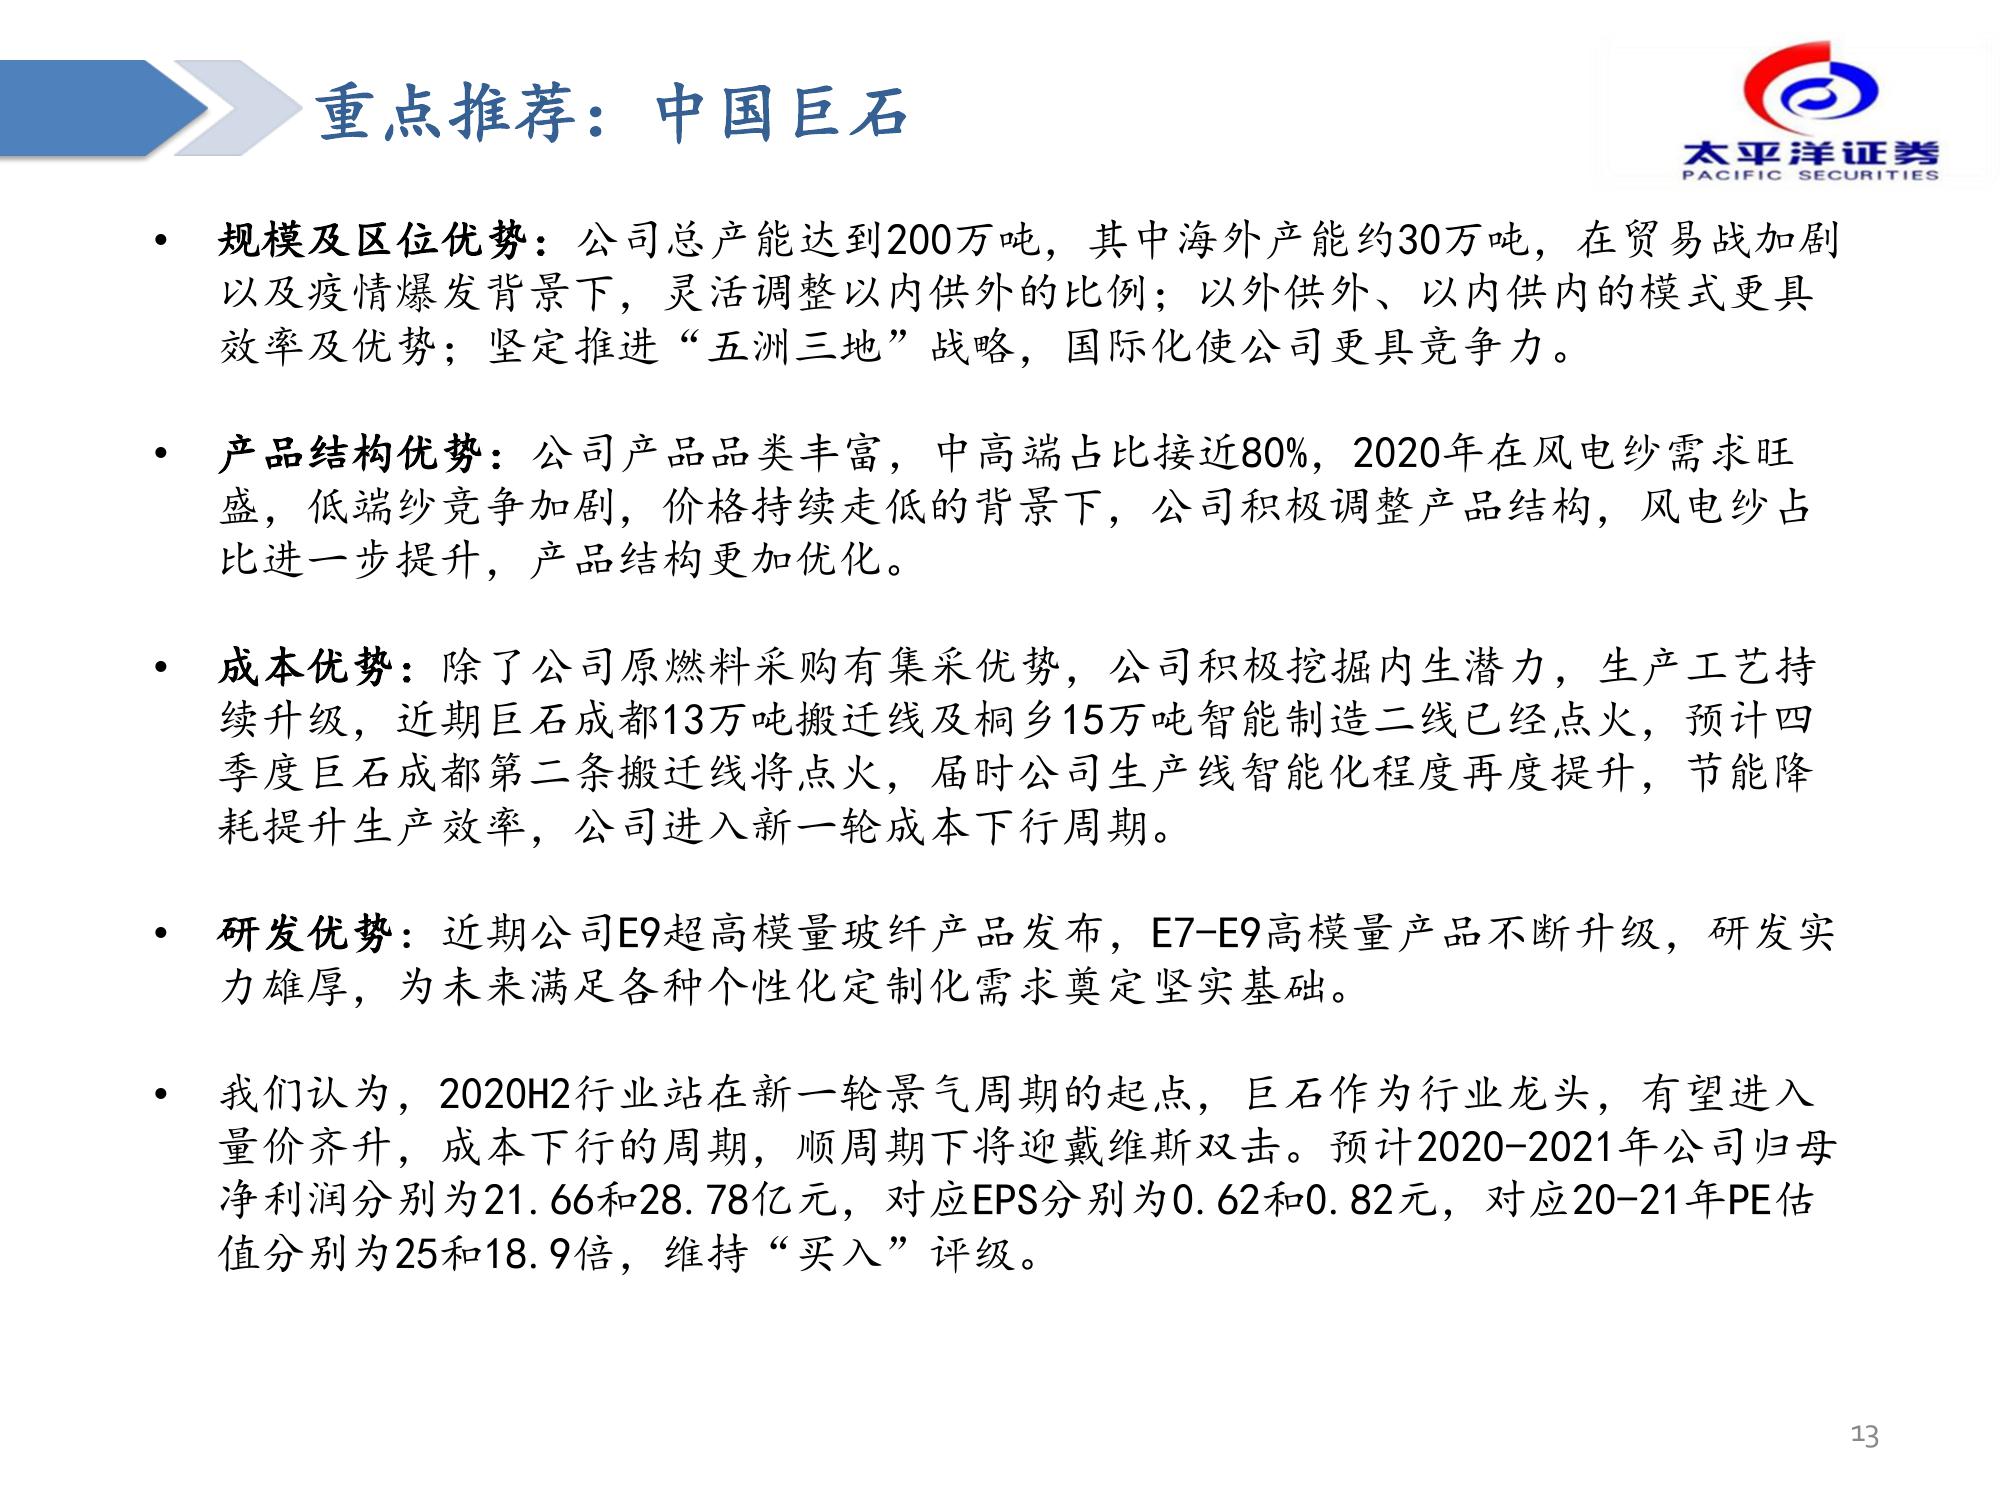 重点推荐：中国巨石
太平洋证券
PACIFIC SECURITIES
• 规模及区位优势：公司总产能达到200万吨，其中海外产能约30万吨，在贸易战加剧
以及疫情爆发背景下，灵活调整以内供外的比例；以外供外、以内供内的模式更具
效率及优势；坚定推进“五洲三地”战略，国际化使公司更具竞争力。
• 产品结构优势：公司产品品类丰富，中高端占比接近80%，2020年在风电纱需求旺
盛，低端纱竞争加剧，价格持续走低的背景下，公司积极调整产品结构，风电纱占
比进一步提升，产品结构更加优化。
• 成本优势：除了公司原燃料采购有集采优势，公司积极挖掘内生潜力，生产工艺持
续升级，近期巨石成都13万吨搬迁线及桐乡15万吨智能制造二线已经点火，预计四
季度巨石成都第二条搬迁线将点火，届时公司生产线智能化程度再度提升，节能降
耗提升生产效率，公司进入新一轮成本下行周期。
• 研发优势：近期公司E9超高模量玻纤产品发布，E7-E9高模量产品不断升级，研发实
力雄厚，为未来满足各种个性化定制化需求奠定坚实基础。
• 我们认为，2020H2行业站在新一轮景气周期的起点，巨石作为行业龙头，有望进入
量价齐升，成本下行的周期，顺周期下将迎戴维斯双击。预计2020-2021年公司归母
净利润分别为21.66和28.78亿元，对应EPS分别为0.62和0.82元，对应20-21年PE估
值分别为25和18.9倍，维持“买入”评级。
13